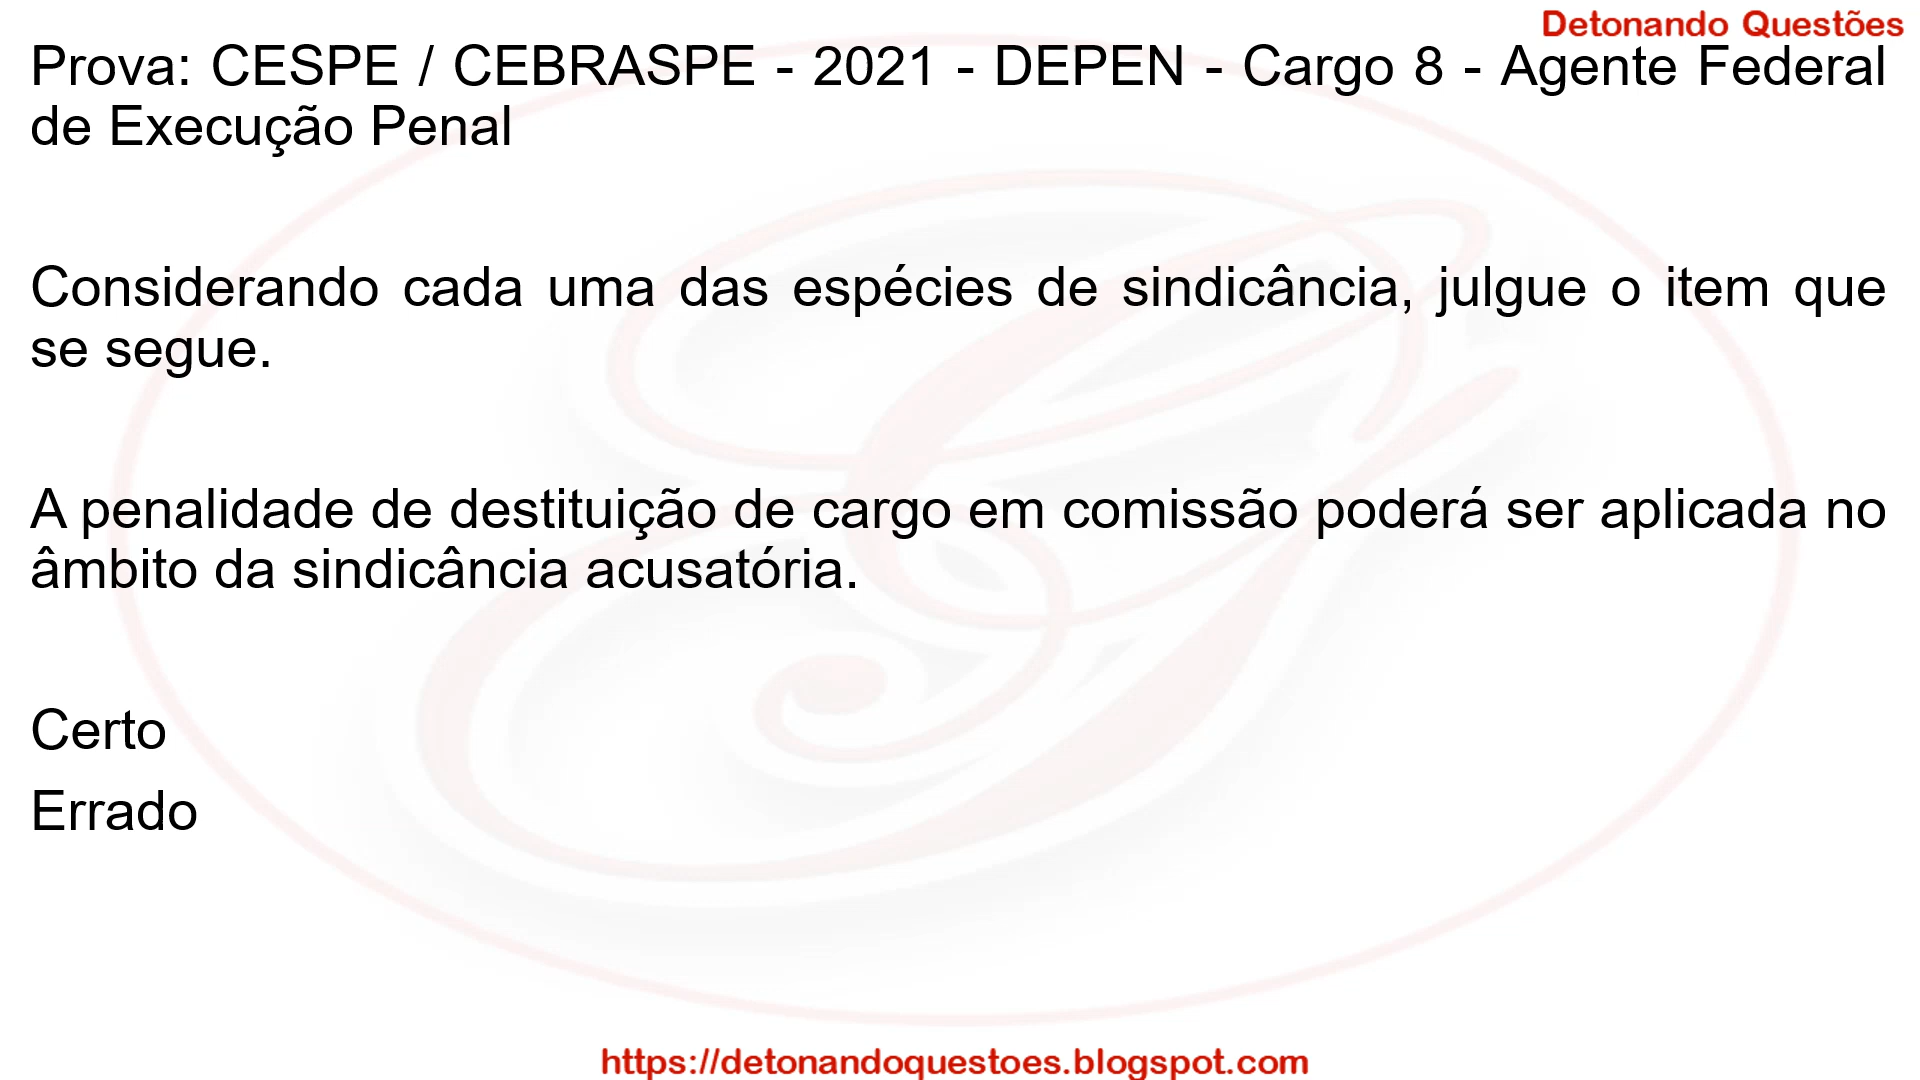 Detonando Questões
Prova: CESPE / CEBRASPE - 2021 - DEPEN - Cargo 8 - Agente Federal
de Execução Penal
Considerando cada uma das espécies de sindicância, julgue o item que
se segue.
A penalidade de destituição de cargo em comissão poderá ser aplicada no
âmbito da sindicância acusatória.
Certo
Errado
https://detonandoquestoes.blogspot.com